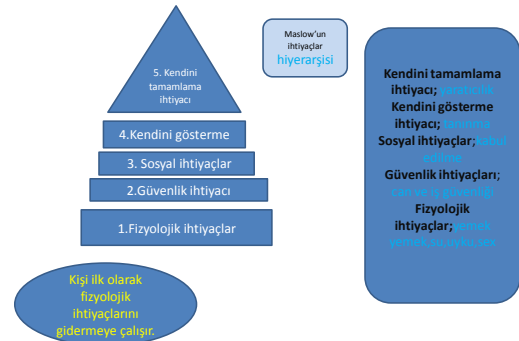 Maslow'un
ihtiyaçlar
hiyerarşisi
5. Kendini
tamamlama
ihtiyacı
4.Kendini gösterme
3. Sosyal ihtiyaçlar
2.Güvenlik ihtiyacı
1.Fizyolojik ihtiyaçlar
Kişi ilk olarak
fizyolojik
ihtiyaçlarını
gidermeye çalışır.
Kendini tamamlama
ihtiyacı; yaratıcılık
Kendini gösterme
ihtiyacı; tanınma
Sosyal ihtiyaçlar;kabul
edilme
Güvenlik ihtiyaçları;
can ve iş güvenliği
Fizyolojik
ihtiyaçlar;yemek
yemek,su,uyku,sex